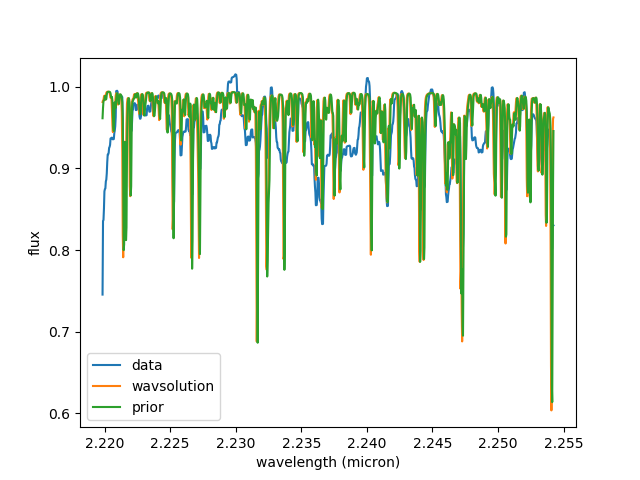 1.0
0.9
0.8
0.7
0.6
flux
data
wavsolution
prior
2.220 2.225 2.230 2.235 2.240 2.245 2.250 2.255
wavelength (micron)